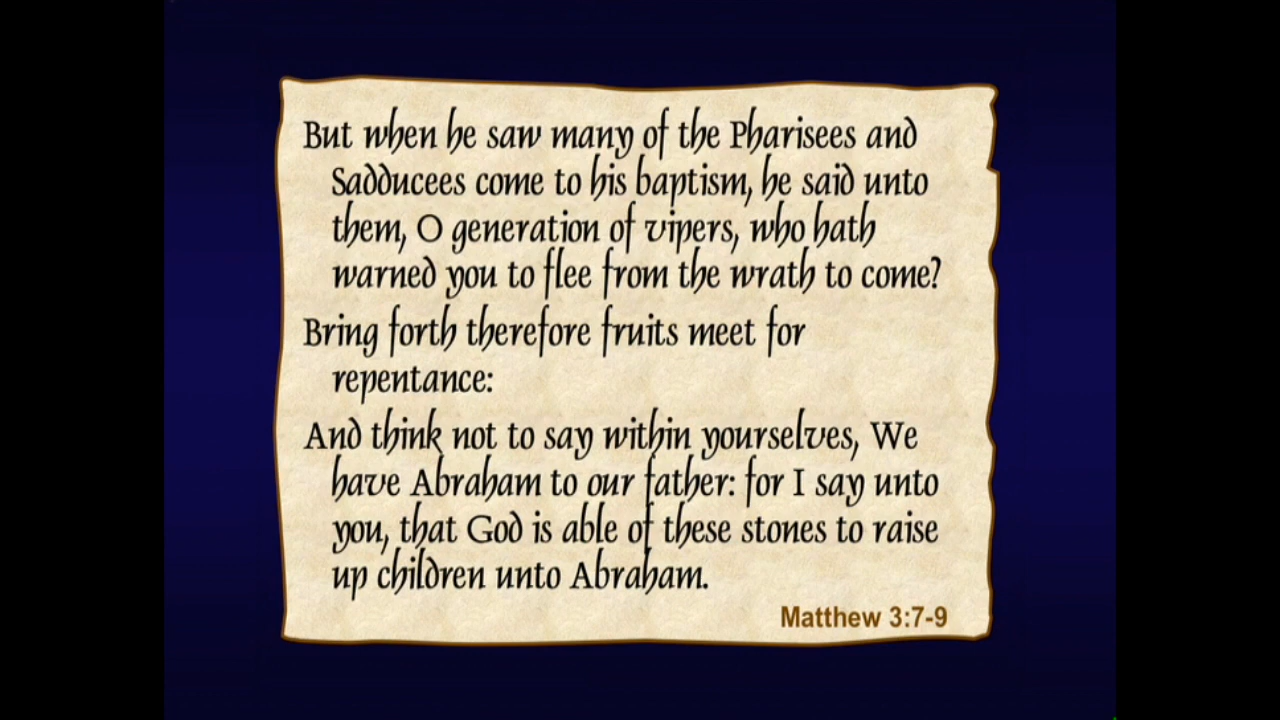 But when he saw many of the Pharisees and
Sadducees come to his baptism, he said unto
them, O generation of vipers, who hath
warned you to flee from the wrath to come?
Bring forth therefore fruits meet for
repentance:
And think not to say within yourselves, We
have Abraham to our father: for I say unto
you, that God is able of these stones to raise
up children unto Abraham.
Matthew 3:7-9